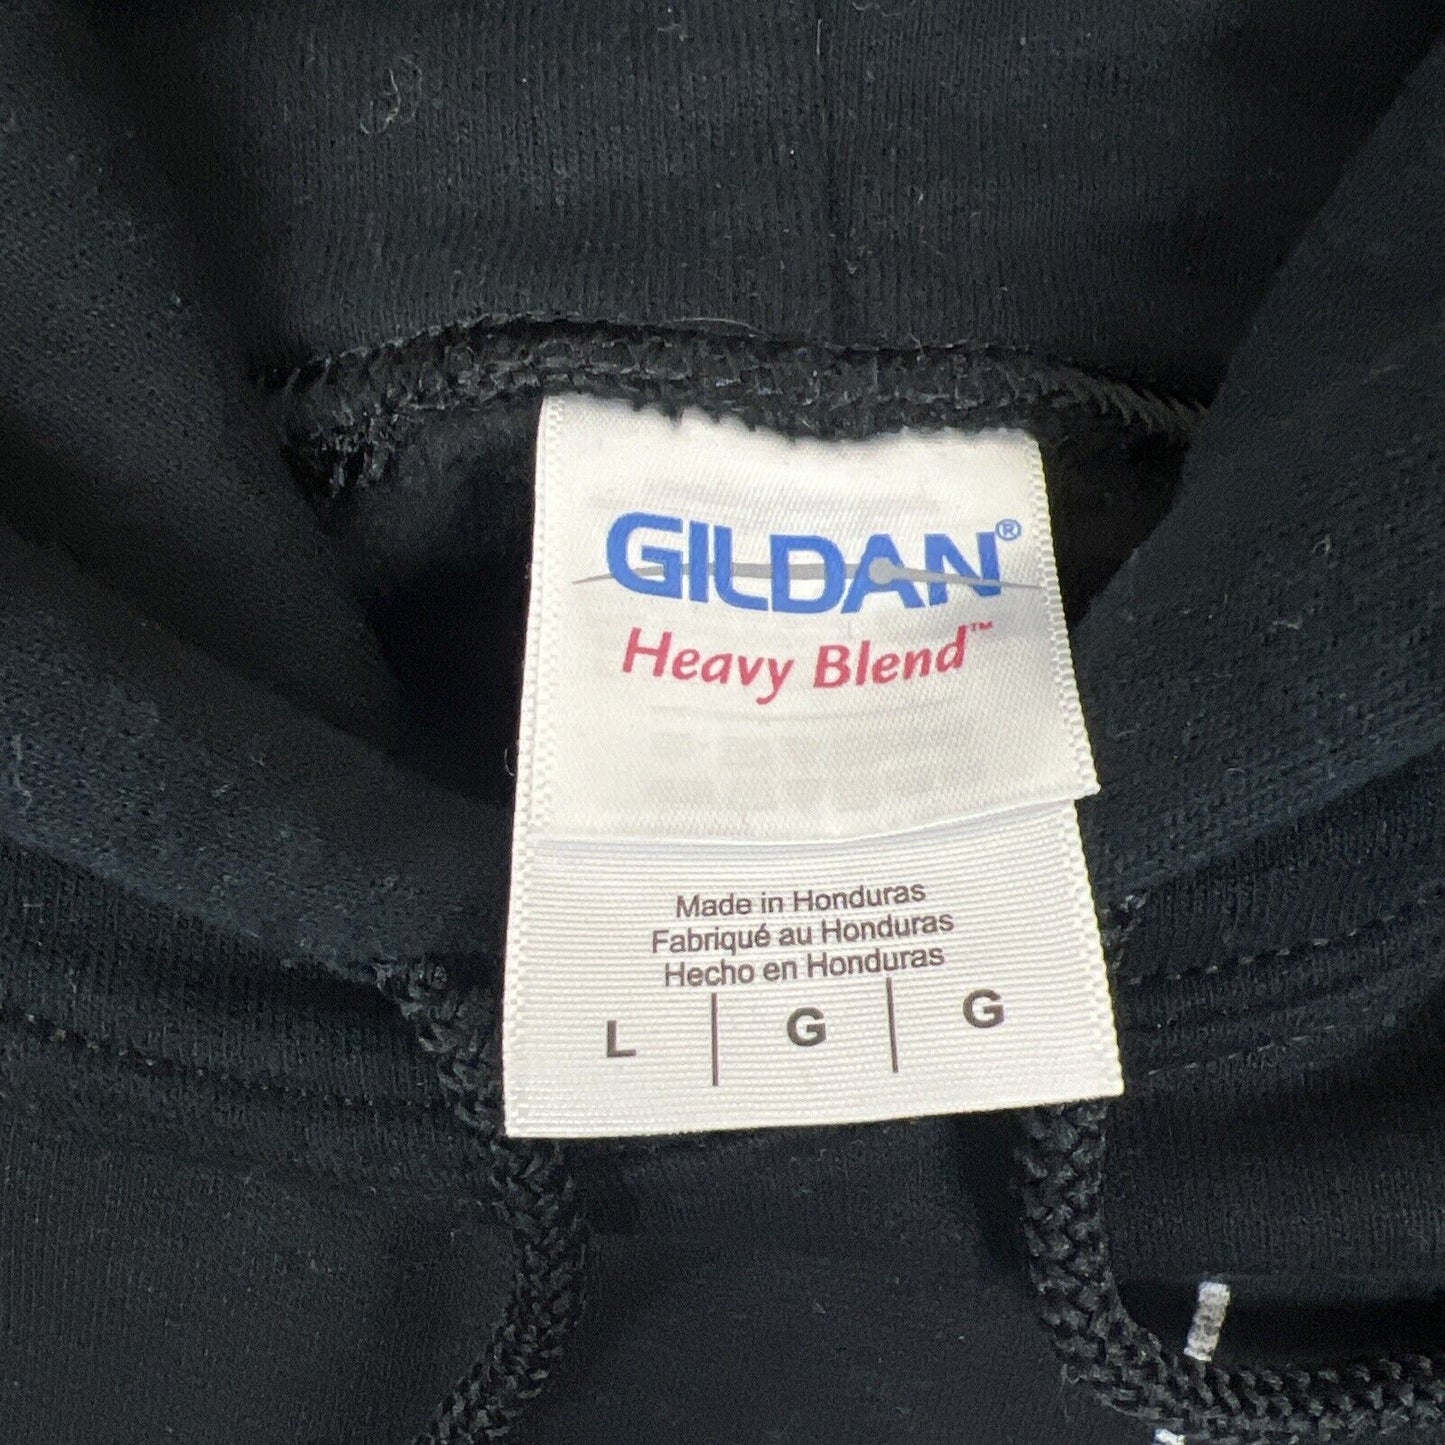 GILDAN®
Heavy Blend™
Made in Honduras
Fabriqué au Honduras
Hecho en Honduras
L | G | G